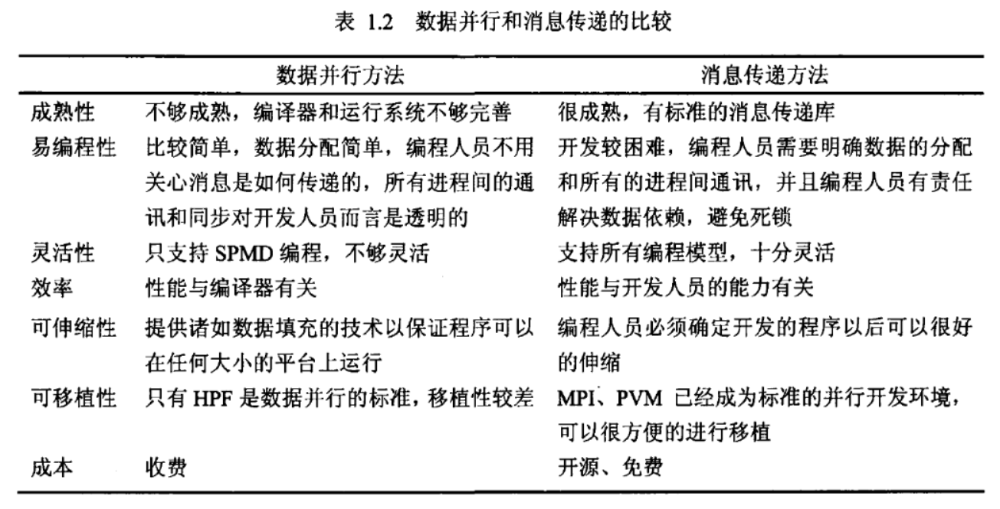 表 1.2 数据并行和消息传递的比较
数据并行方法 消息传递方法
成熟性 不够成熟，编译器和运行系统不够完善 很成熟，有标准的消息传递库
易编程性 比较简单，数据分配简单，编程人员不用 开发较困难，编程人员需要明确数据的分配
关心消息是如何传递的，所有进程间的通 和所有的进程间通讯，并且编程人员有责任
讯和同步对开发人员而言是透明的 解决数据依赖，避免死锁
灵活性 只支持 SPMD 编程，不够灵活 支持所有编程模型，十分灵活
效率 性能与编译器有关 性能与开发人员的能力有关
可伸缩性 提供诸如数据填充的技术以保证程序可以 编程人员必须确定开发的程序以后可以很好
在任何大小的平台上运行 的伸缩
可移植性 只有 HPF 是数据并行的标准，移植性较差 MPI、PVM 已经成为标准的并行开发环境，
可以很方便的进行移植
成本 收费 开源、免费